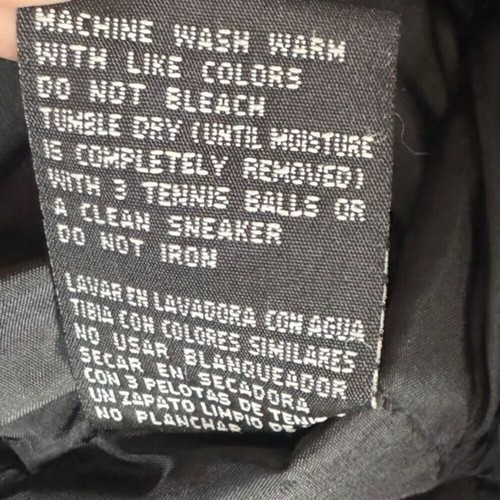 MACHINE WASH WARM
WITH LIKE COLORS
DO NOT BLEACH
TUMBLE DRY (UNTIL MOISTURE
IS COMPLETELY REMOVED)
WITH 3 TENNIS BALLS OR
A CLEAN SNEAKER
DO NOT IRON
LAVAR EN LAVADORA CON AGUA
TIBIA CON COLORES SIMILARES
NO USAR BLANQUEADOR
SECAR EN SECADORA
CON 3 PELOTAS DE
UN ZAPATO LIMPIO DE
NO PLANCHAR